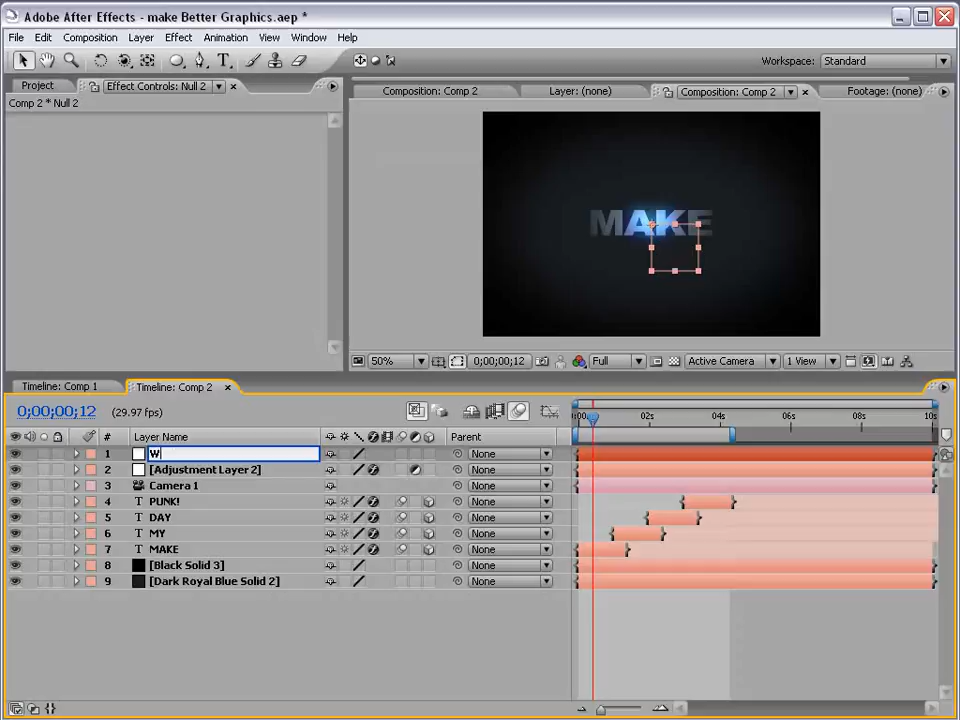 Adobe After Effects - make Better Graphics.aep *
File Edit Composition Layer Effect Animation View Window Help
Workspace: Standard
Project Effect Controls: Null 2
Comp 2 * Null 2
Composition: Comp 2 Layer: (none) Composition: Comp 2 Footage: (none)
MAKE
50% 0;00;00;12 Full Active Camera 1 View
Timeline: Comp 1 Timeline: Comp 2
0;00;00;12 (29.97 fps)
:00 02s 04s 06s 08s 10s
# Layer Name Parent
1 W None
2 [Adjustment Layer 2] None
3 Camera 1 None
4 T PUNK! None
5 T DAY None
6 T MY None
7 T MAKE None
8 [Black Solid 3] None
9 [Dark Royal Blue Solid 2] None